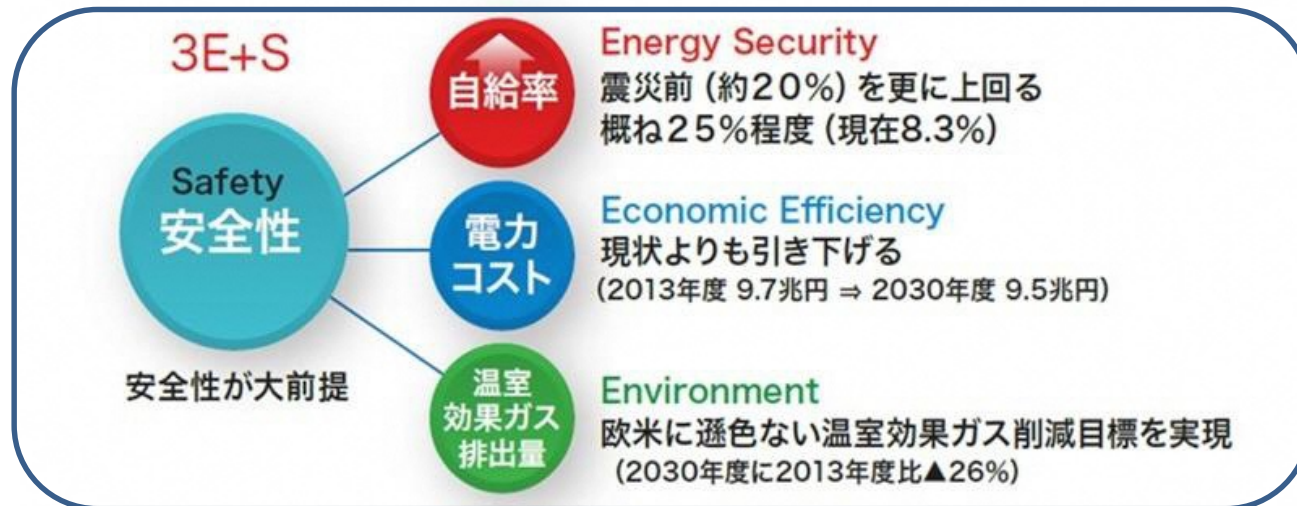 3E+S
Safety
安全性
安全性が大前提
自給率
Energy Security
震災前（約２０％）を更に上回る
概ね２５％程度（現在8.3%）
電力
コスト
Economic Efficiency
現状よりも引き下げる
（2013年度 9.7兆円 ⇒ 2030年度 9.5兆円）
温室
効果ガス
排出量
Environment
欧米に遜色ない温室効果ガス削減目標を実現
（2030年度に2013年度比▲26%）